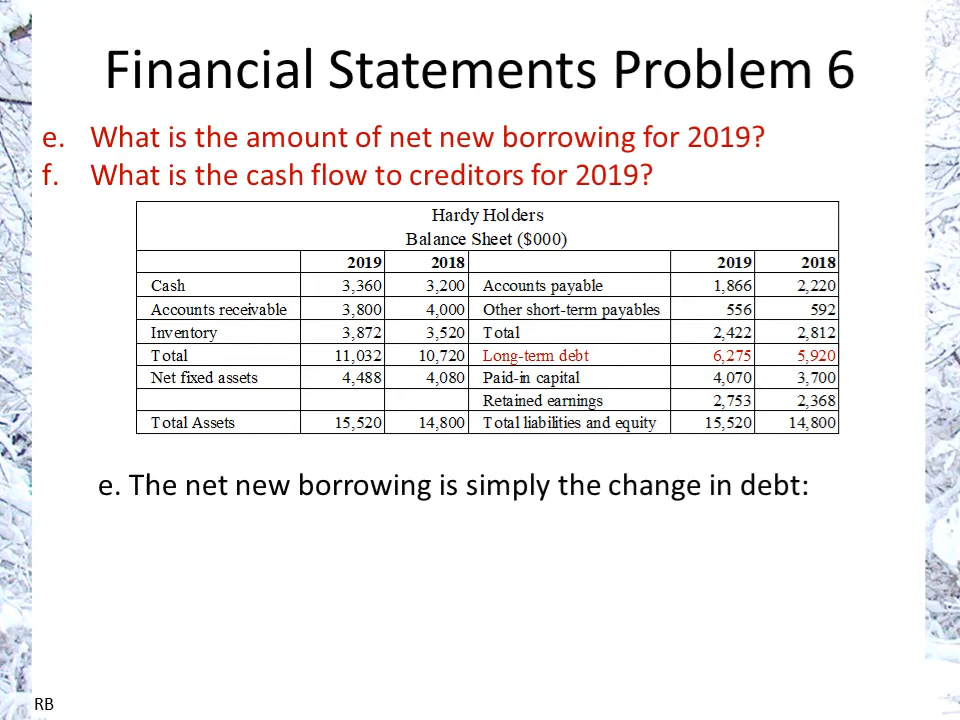 Financial Statements Problem 6
e. What is the amount of net new borrowing for 2019?
f. What is the cash flow to creditors for 2019?
Hardy Holders
Balance Sheet ($000)
2019 2018 2019 2018
Cash 3,360 3,200 Accounts payable 1,866 2,220
Accounts receivable 3,800 4,000 Other short-term payables 556 592
Inventory 3,872 3,520 Total 2,422 2,812
Total 11,032 10,720 Long-term debt 6,275 5,920
Net fixed assets 4,488 4,080 Paid-in capital 4,070 3,700
Retained earnings 2,753 2,368
Total Assets 15,520 14,800 Total liabilities and equity 15,520 14,800
e. The net new borrowing is simply the change in debt:
RB